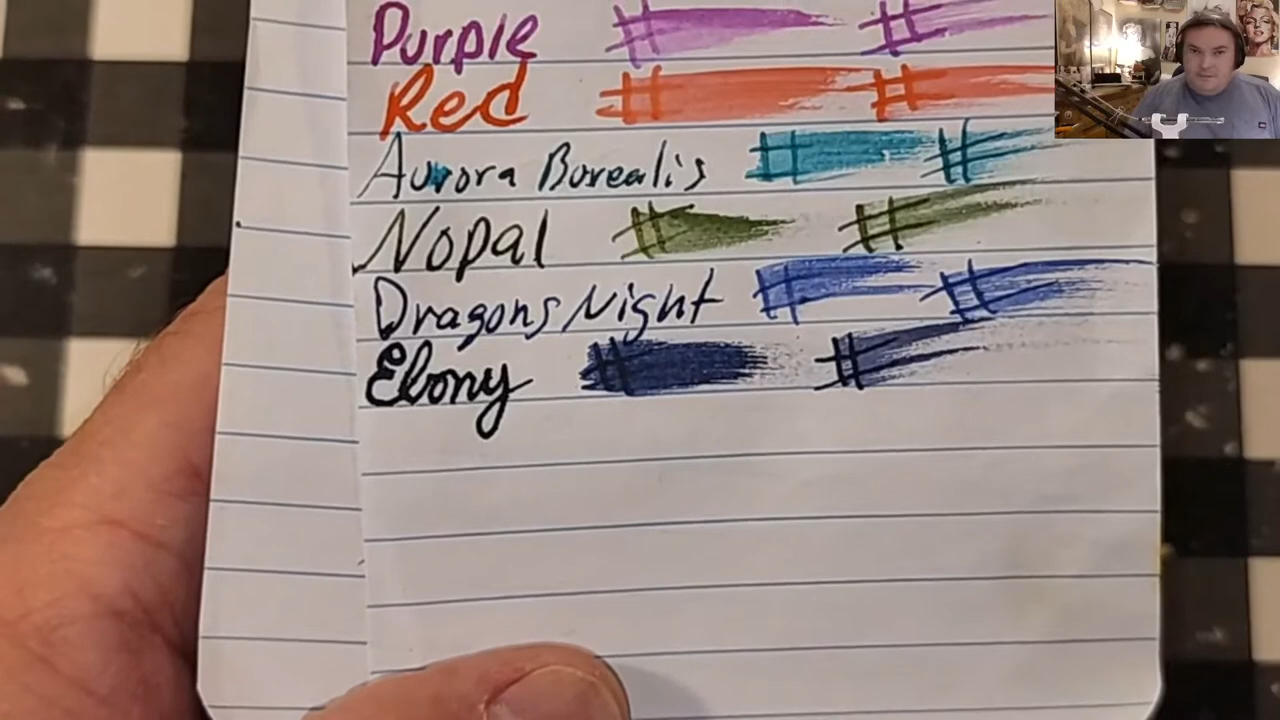 Purple # #
Red # #
Aurora Borealis # #
Nopal # #
Dragons Night # #
Ebony # #